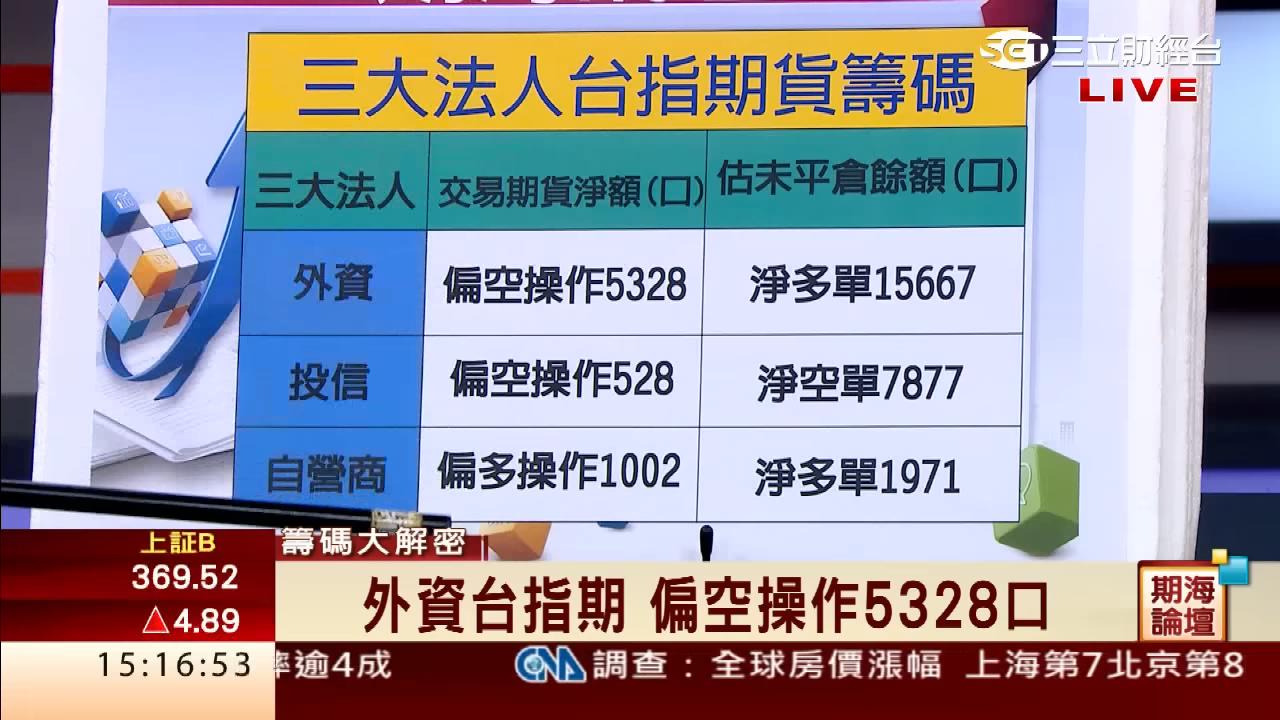 SET三立財經台
LIVE
三大法人台指期貨籌碼
三大法人 交易期貨淨額(口) 估未平倉餘額(口)
外資 偏空操作5328 淨多單15667
投信 偏空操作528 淨空單7877
自營商 偏多操作1002 淨多單1971
上証B
369.52
△4.89
籌碼大解密
外資台指期 偏空操作5328口
期海
論壇
15:16:53
逾4成 CNA調查：全球房價漲幅 上海第7北京第8